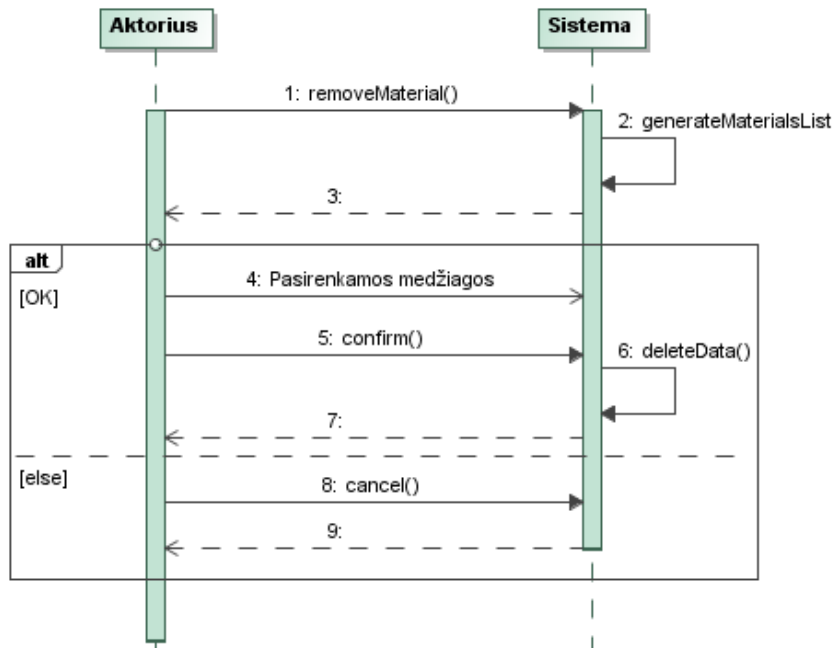 Aktorius
Sistema
1: removeMaterial()
2: generateMaterialsList
3:
alt
[OK]
4: Pasirenkamos medžiagos
5: confirm()
6: deleteData()
7:
[else]
8: cancel()
9: